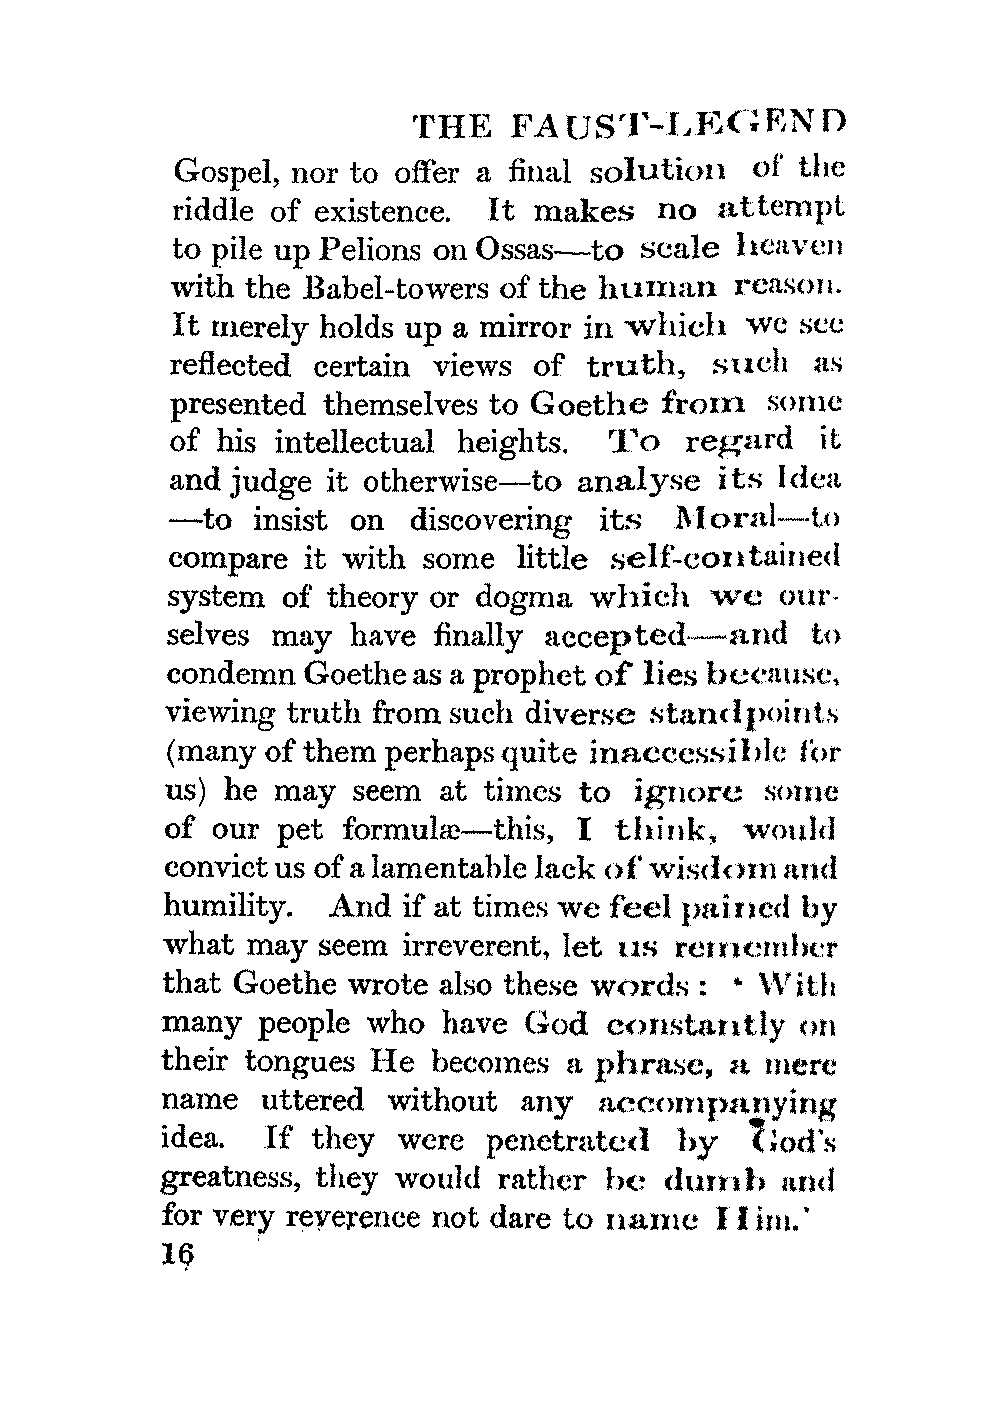 THE FAUST-LEGEND
Gospel, nor to offer a final solution of the
riddle of existence. It makes no attempt
to pile up Pelions on Ossas—to scale heaven
with the Babel-towers of the human reason.
It merely holds up a mirror in which we see
reflected certain views of truth, such as
presented themselves to Goethe from some
of his intellectual heights. To regard it
and judge it otherwise—to analyse its Idea
—to insist on discovering its Moral—to
compare it with some little self-contained
system of theory or dogma which we our-
selves may have finally accepted—and to
condemn Goethe as a prophet of lies because,
viewing truth from such diverse standpoints
(many of them perhaps quite inaccessible for
us) he may seem at times to ignore some
of our pet formulæ—this, I think, would
convict us of a lamentable lack of wisdom and
humility. And if at times we feel pained by
what may seem irreverent, let us remember
that Goethe wrote also these words : ‘ With
many people who have God constantly on
their tongues He becomes a phrase, a mere
name uttered without any accompanying
idea. If they were penetrated by God's
greatness, they would rather be dumb and
for very reverence not dare to name Him.’
16